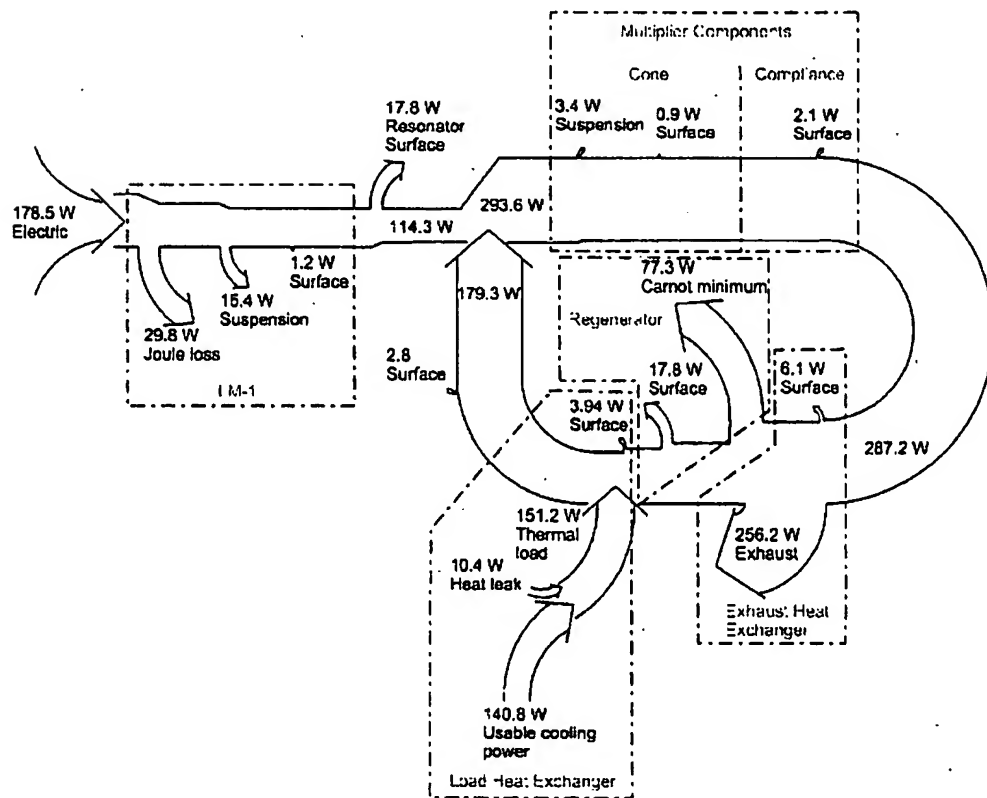 Multiplier Components
Cone
Compliance
17.8 W
Resonator
Surface
3.4 W
Suspension
0.9 W
Surface
2.1 W
Surface
178.5 W
Electric
114.3 W
293.6 W
1.2 W
Surface
15.4 W
Suspension
29.8 W
Joule loss
LM-1
179.3 W
77.3 W
Carnot minimum
Regenerator
2.8
Surface
17.8 W
Surface
6.1 W
Surface
3.94 W
Surface
287.2 W
151.2 W
Thermal
load
256.2 W
Exhaust
10.4 W
Heat leak
Exhaust Heat
Exchanger
140.8 W
Usable cooling
power
Load Heat Exchanger